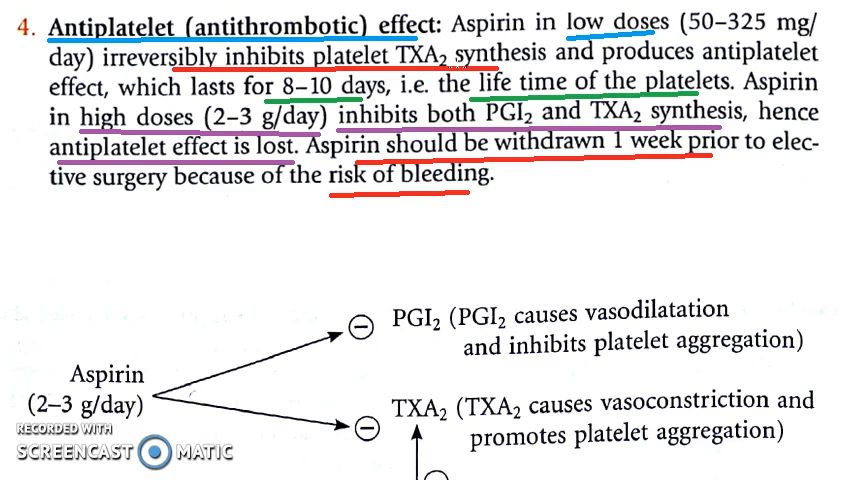 4. Antiplatelet (antithrombotic) effect: Aspirin in low doses (50–325 mg/
day) irreversibly inhibits platelet TXA₂ synthesis and produces antiplatelet
effect, which lasts for 8–10 days, i.e. the life time of the platelets. Aspirin
in high doses (2–3 g/day) inhibits both PGI₂ and TXA₂ synthesis, hence
antiplatelet effect is lost. Aspirin should be withdrawn 1 week prior to elec-
tive surgery because of the risk of bleeding.
PGI₂ (PGI₂ causes vasodilatation
and inhibits platelet aggregation)
Aspirin
(2–3 g/day)
TXA₂ (TXA₂ causes vasoconstriction and
promotes platelet aggregation)
RECORDED WITH
SCREENCAST MATIC